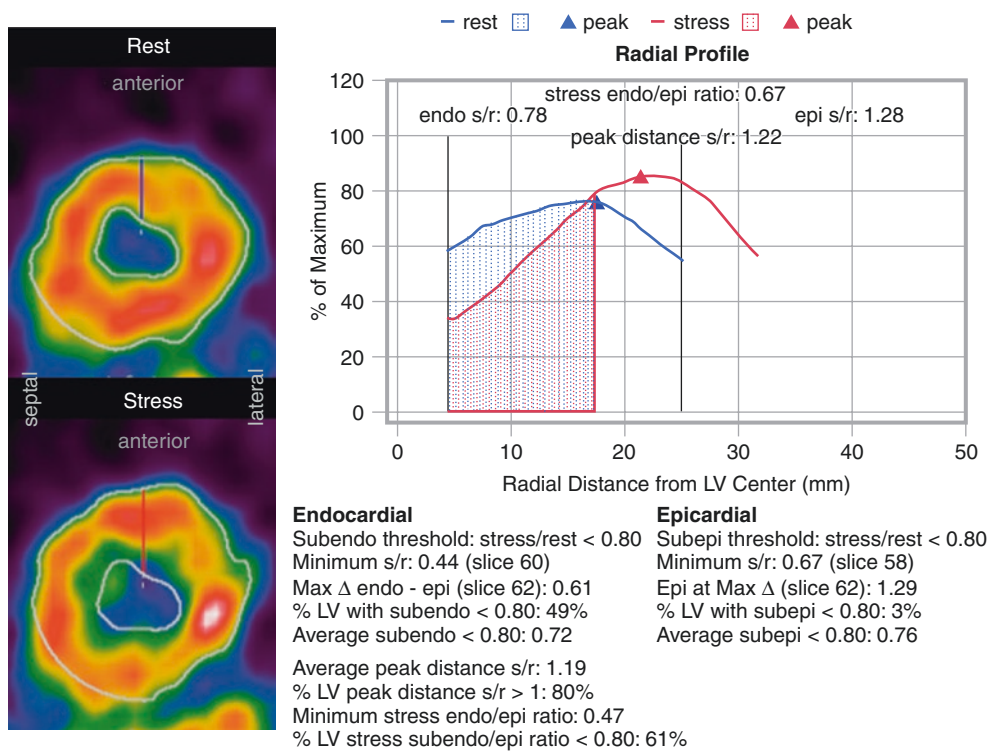 rest peak stress peak
Radial Profile
Rest
anterior
septal
lateral
Stress
anterior
120
100
80
60
40
20
0
% of Maximum
stress endo/epi ratio: 0.67
endo s/r: 0.78
epi s/r: 1.28
peak distance s/r: 1.22
0 10 20 30 40 50
Radial Distance from LV Center (mm)
Endocardial
Subendo threshold: stress/rest < 0.80
Minimum s/r: 0.44 (slice 60)
Max Δ endo - epi (slice 62): 0.61
% LV with subendo < 0.80: 49%
Average subendo < 0.80: 0.72
Average peak distance s/r: 1.19
% LV peak distance s/r > 1: 80%
Minimum stress endo/epi ratio: 0.47
% LV stress subendo/epi ratio < 0.80: 61%
Epicardial
Subepi threshold: stress/rest < 0.80
Minimum s/r: 0.67 (slice 58)
Epi at Max Δ (slice 62): 1.29
% LV with subepi < 0.80: 3%
Average subepi < 0.80: 0.76